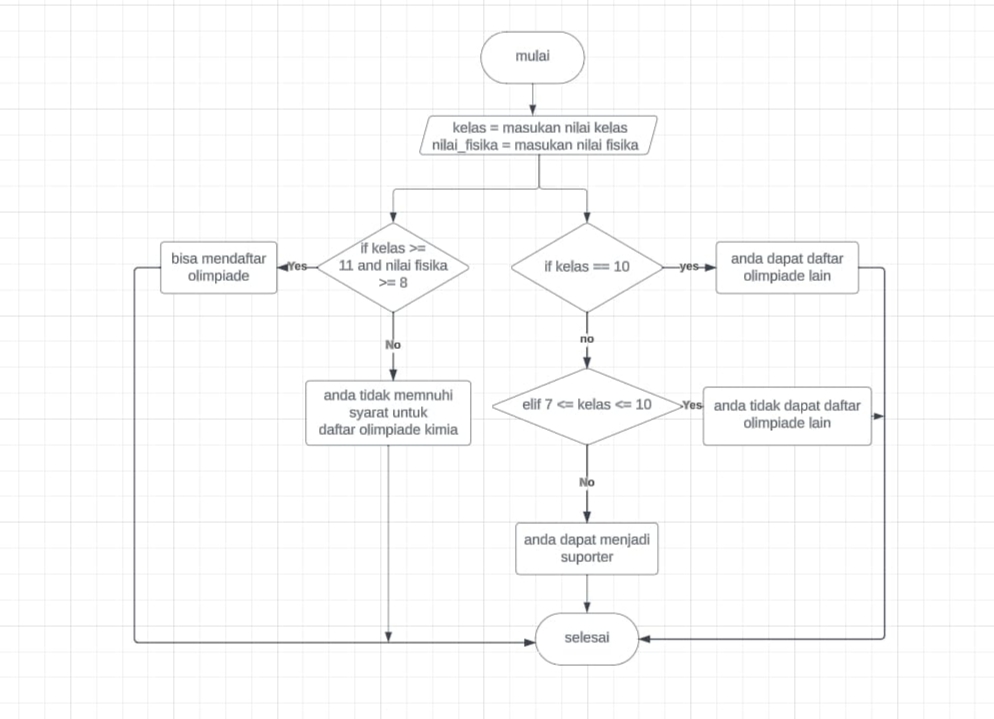 mulai
kelas = masukan nilai kelas
nilai_fisika = masukan nilai fisika
if kelas >=
11 and nilai fisika
>= 8
Yes
bisa mendaftar
olimpiade
No
anda tidak memnuhi
syarat untuk
daftar olimpiade kimia
if kelas == 10
yes
anda dapat daftar
olimpiade lain
no
elif 7 <= kelas <= 10
Yes
anda tidak dapat daftar
olimpiade lain
No
anda dapat menjadi
suporter
selesai